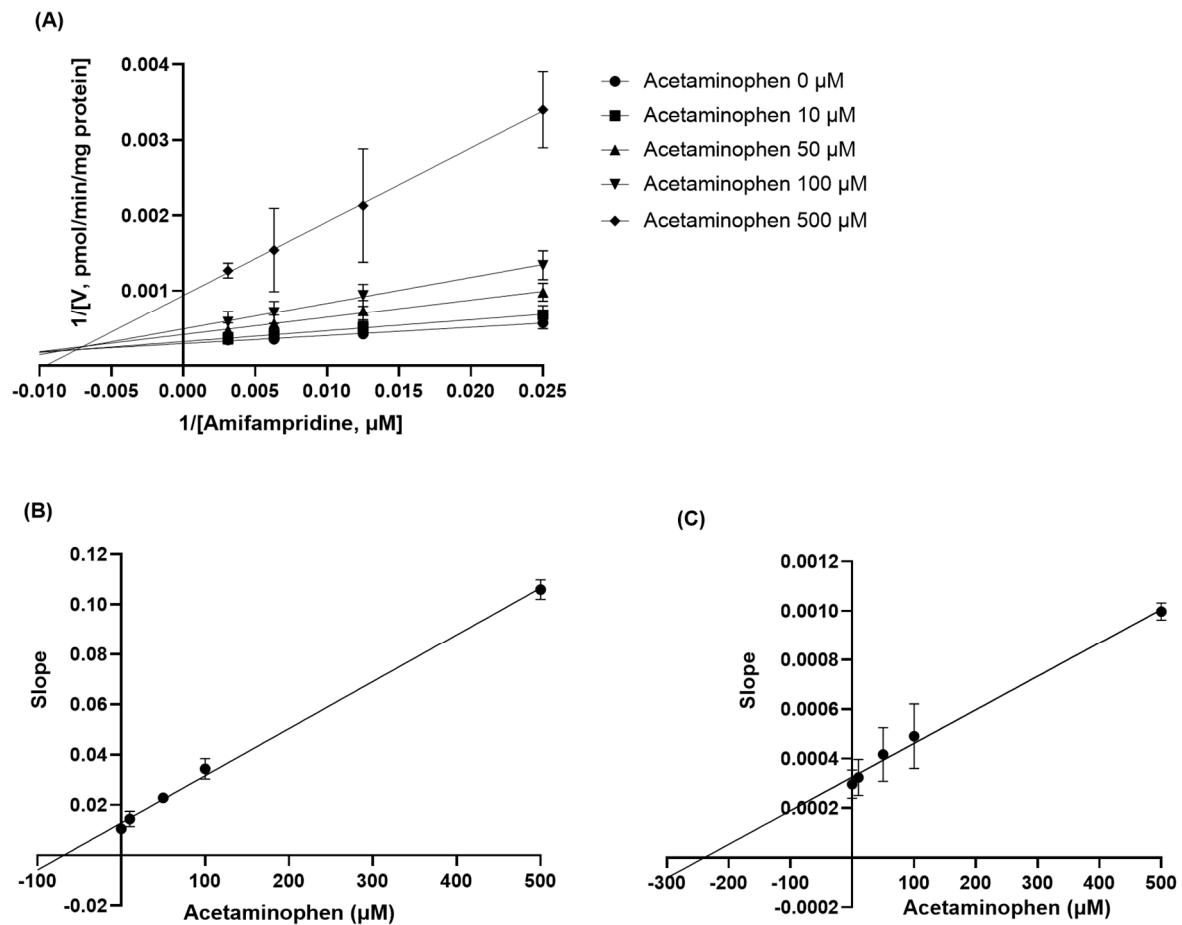 (A)
1/[V, pmol/min/mg protein]
0.004
0.003
0.002
0.001
-0.010 -0.005 0.000 0.005 0.010 0.015 0.020 0.025
1/[Amifampridine, µM]
Acetaminophen 0 µM
Acetaminophen 10 µM
Acetaminophen 50 µM
Acetaminophen 100 µM
Acetaminophen 500 µM
(B)
Slope
0.12
0.10
0.08
0.06
0.04
0.02
-100 100 200 300 400 500
-0.02
Acetaminophen (µM)
(C)
Slope
0.0012
0.0010
0.0008
0.0006
0.0004
0.0002
-300 -200 -100 100 200 300 400 500
-0.0002
Acetaminophen (µM)